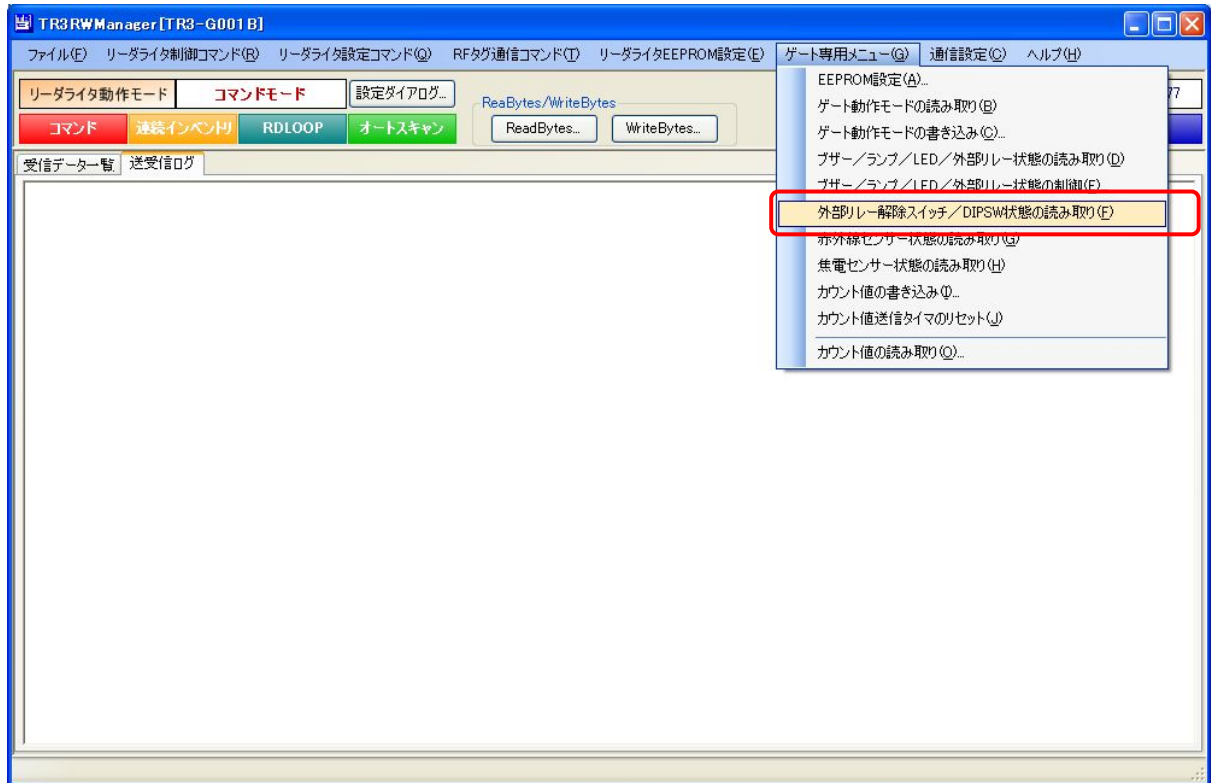 TR3RWManager[TR3-G001B]
ファイル(F) リーダライタ制御コマンド(R) リーダライタ設定コマンド(Q) RFタグ通信コマンド(T) リーダライタEEPROM設定(E) ゲート専用メニュー(G) 通信設定(C) ヘルプ(H)
リーダライタ動作モード コマンドモード 設定ダイアログ... ReaBytes/WriteBytes 77
コマンド 連続インベントリ RDLOOP オートスキャン ReadBytes... WriteBytes...
受信データ一覧 送受信ログ
EEPROM設定(A)...
ゲート動作モードの読み取り(B)
ゲート動作モードの書き込み(C)...
ブザー／ランプ／LED／外部リレー状態の読み取り(D)
ブザー／ランプ／LED／外部リレー状態の制御(E)...
外部リレー解除スイッチ／DIPSW状態の読み取り(F)
赤外線センサー状態の読み取り(G)
焦電センサー状態の読み取り(H)
カウント値の書き込み(I)...
カウント値送信タイマのリセット(J)
カウント値の読み取り(O)...